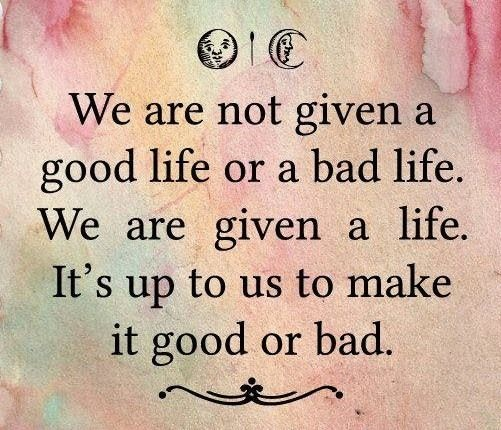 We are not given a
good life or a bad life.
We are given a life.
It’s up to us to make
it good or bad.